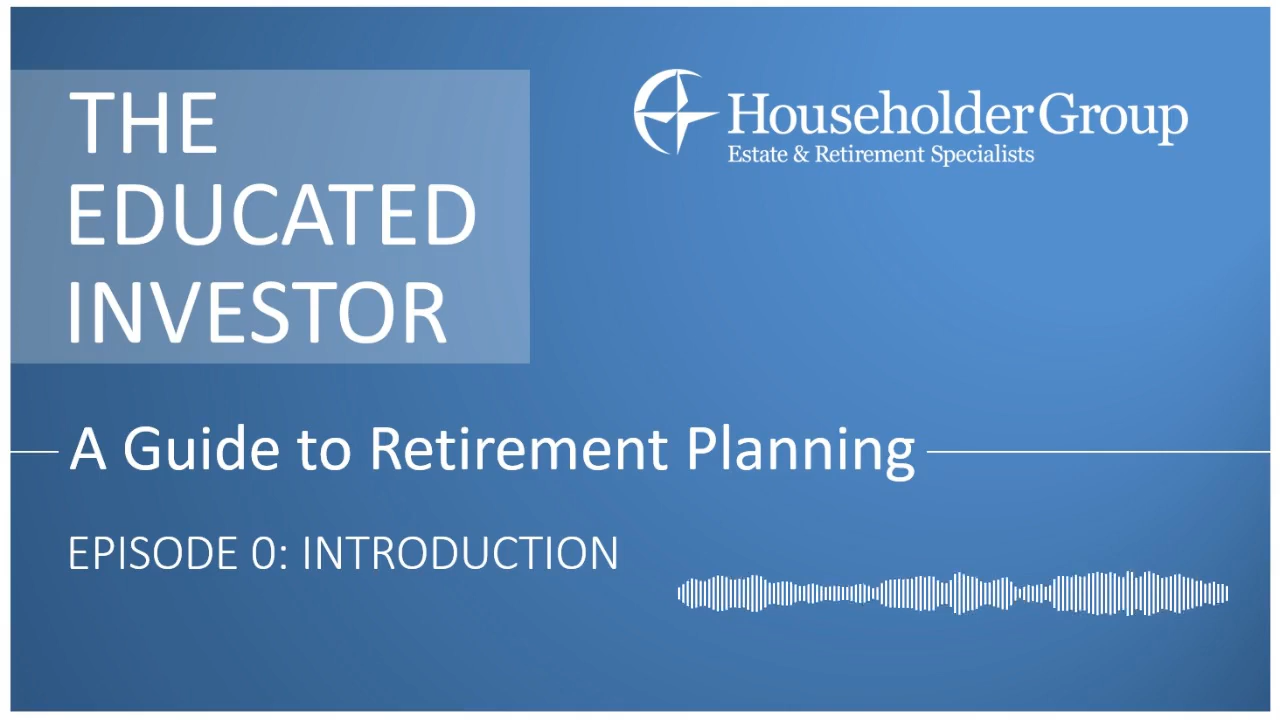 THE
EDUCATED
INVESTOR
Householder Group
Estate & Retirement Specialists
A Guide to Retirement Planning
EPISODE 0: INTRODUCTION